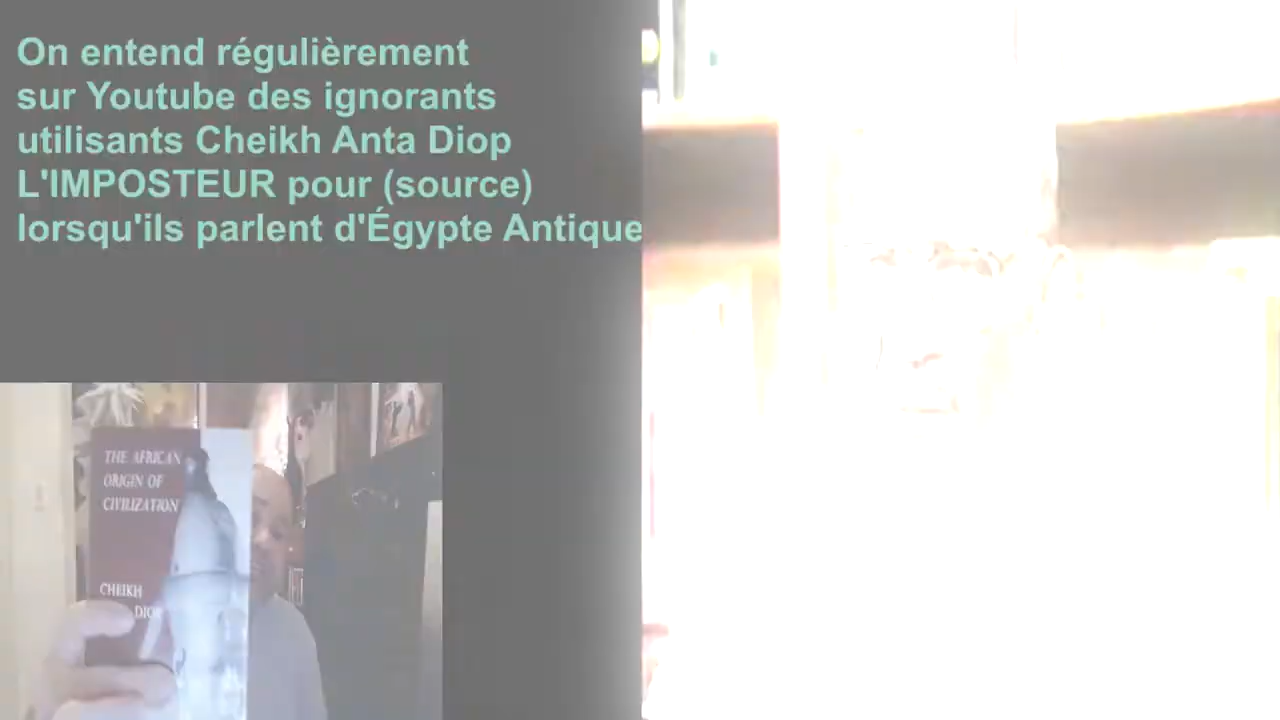 On entend régulièrement
sur Youtube des ignorants
utilisants Cheikh Anta Diop
L'IMPOSTEUR pour (source)
lorsqu'ils parlent d'Égypte Antique
THE AFRICAN
ORIGIN OF
CIVILIZATION
CHEIKH
DIOP